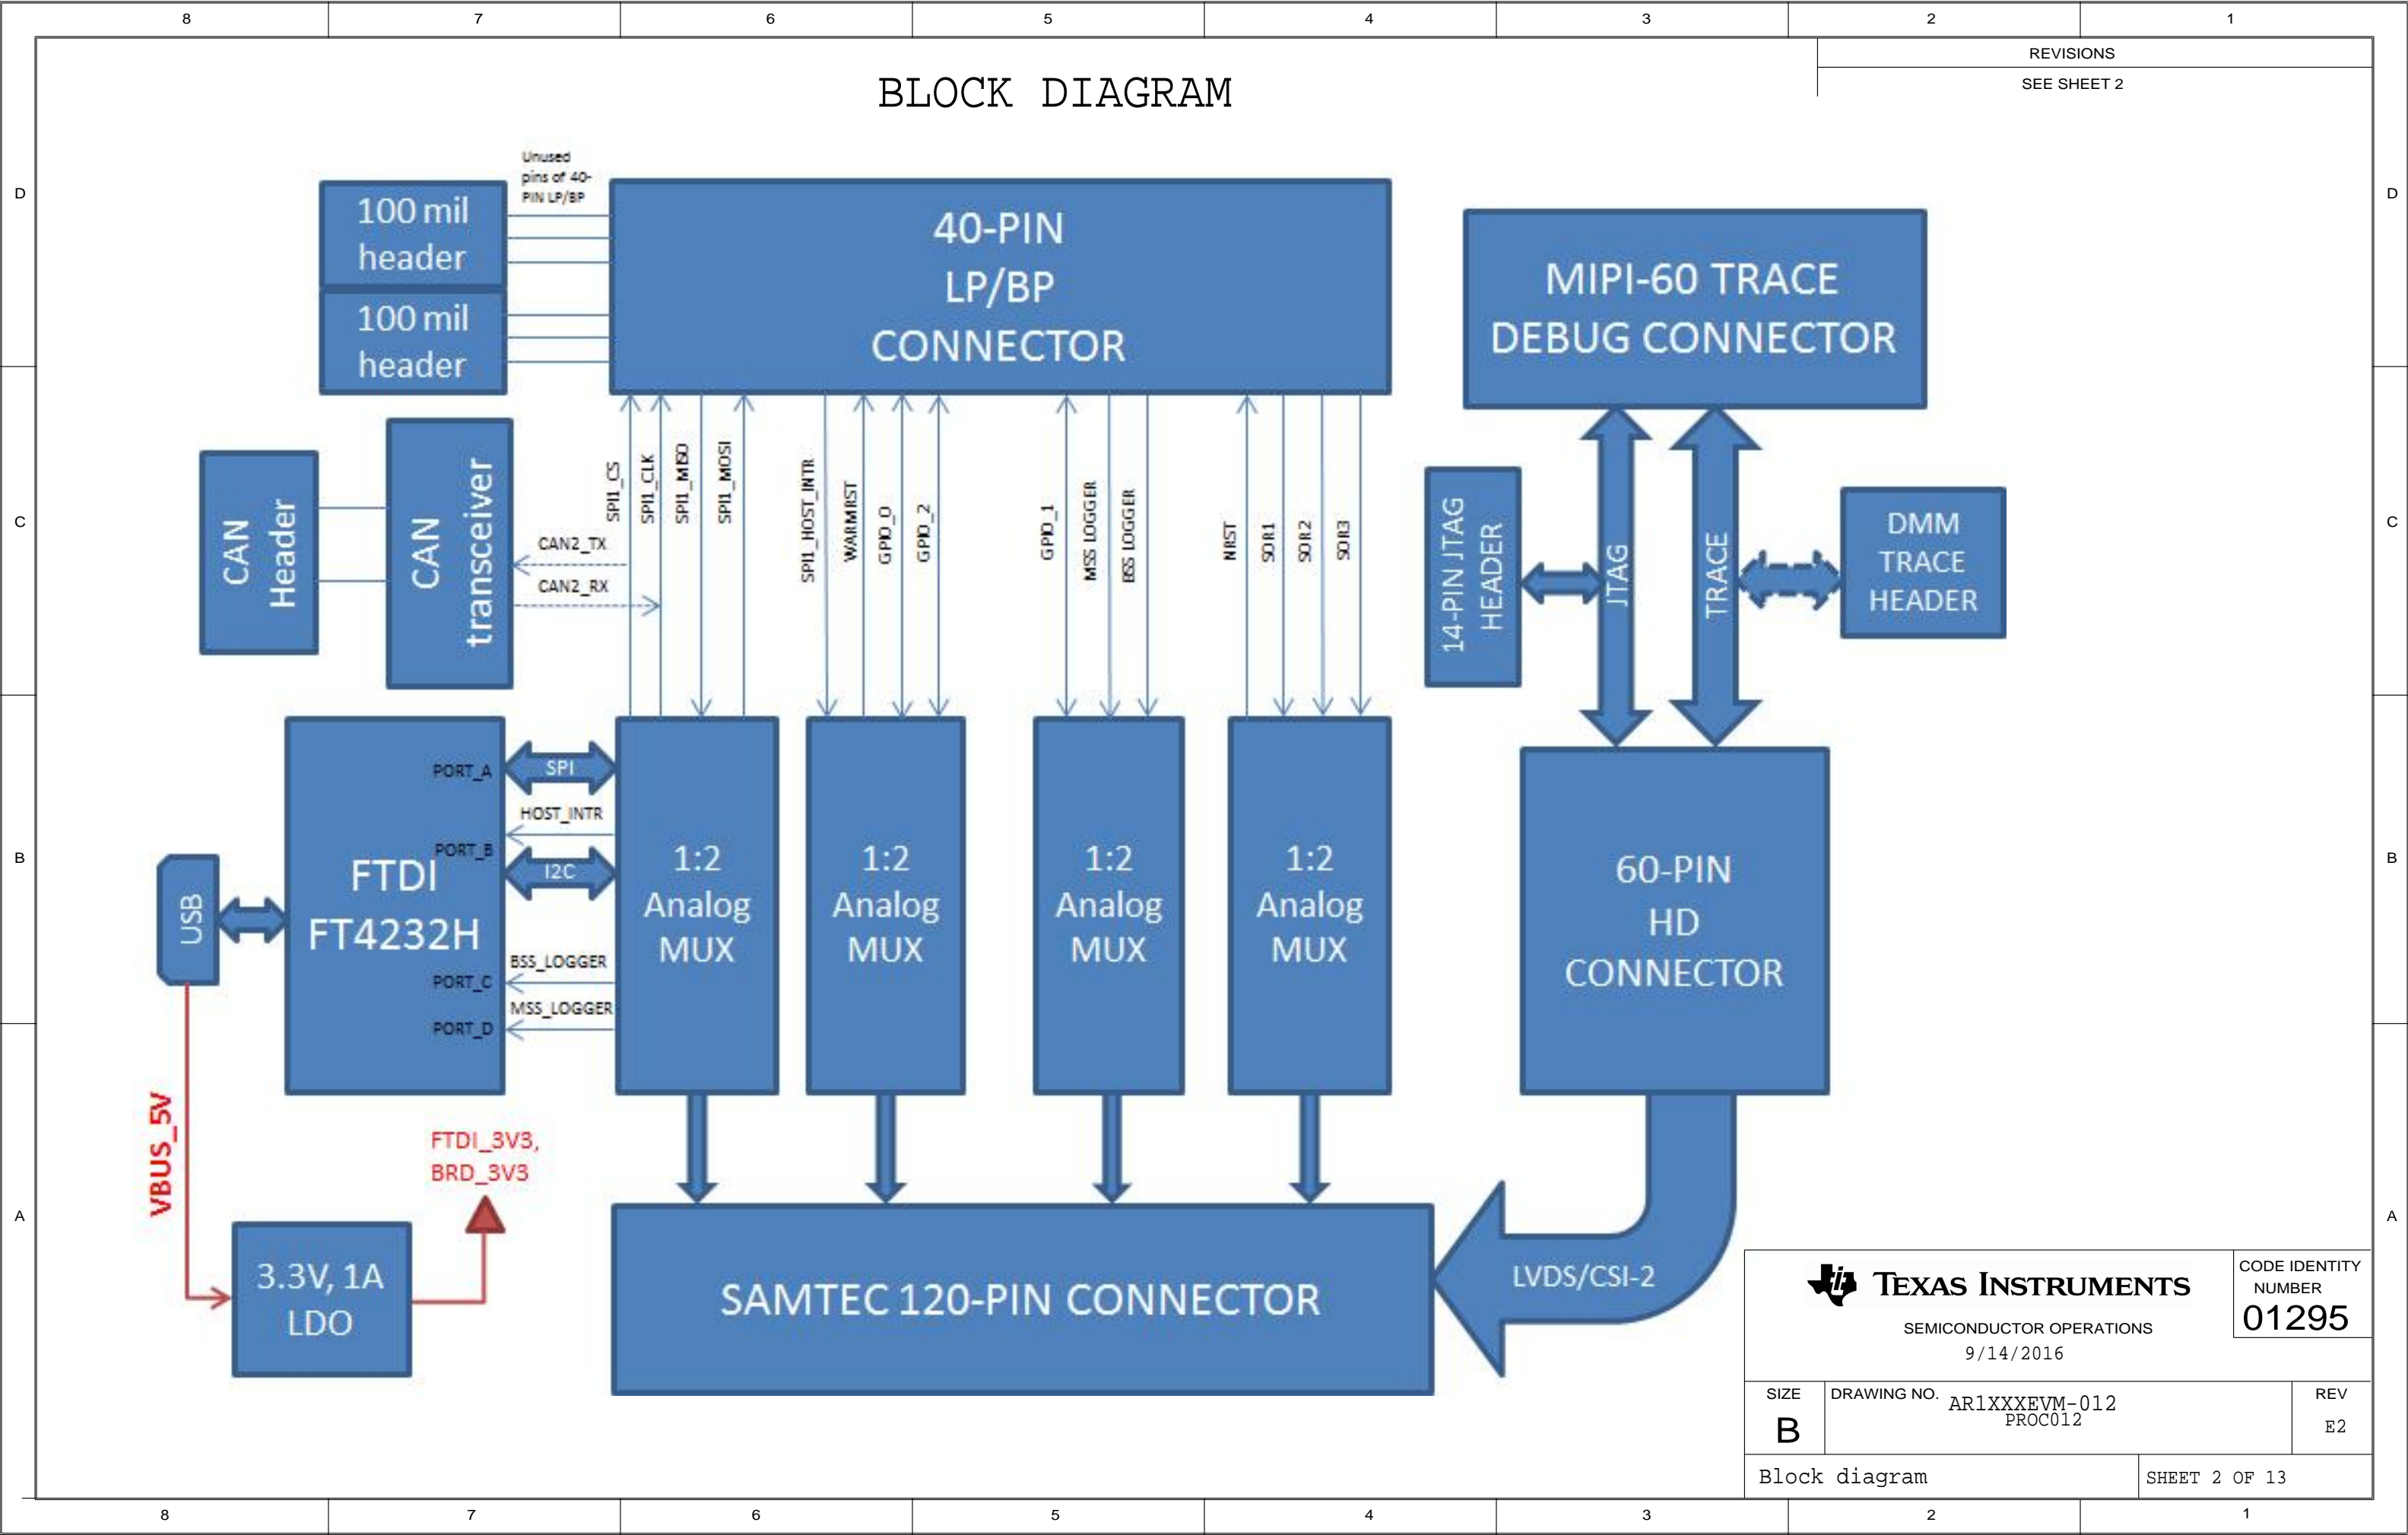 8 7 6 5 4 3 2 1
REVISIONS
SEE SHEET 2
BLOCK DIAGRAM
D
D
Unused
pins of 40-
PIN LP/BP
100 mil
header
100 mil
header
40-PIN
LP/BP
CONNECTOR
MIPI-60 TRACE
DEBUG CONNECTOR
C
C
CAN
Header
CAN
transceiver
CAN2_TX
CAN2_RX
SPI1_CS
SPI1_CLK
SPI1_MISO
SPI1_MOSI
SPI1_HOST_INTR
WARMRST
GPIO_0
GPIO_2
GPIO_1
MSS LOGGER
BSS LOGGER
NRST
SOR1
SOR2
SOR3
14-PIN JTAG
HEADER
JTAG
TRACE
DMM
TRACE
HEADER
B
B
USB
FTDI
FT4232H
PORT_A
PORT_B
PORT_C
PORT_D
SPI
HOST_INTR
I2C
BSS_LOGGER
MSS_LOGGER
1:2
Analog
MUX
1:2
Analog
MUX
1:2
Analog
MUX
1:2
Analog
MUX
60-PIN
HD
CONNECTOR
A
A
VBUS_5V
FTDI_3V3,
BRD_3V3
3.3V, 1A
LDO
SAMTEC 120-PIN CONNECTOR
LVDS/CSI-2
TEXAS INSTRUMENTS
SEMICONDUCTOR OPERATIONS
9/14/2016
CODE IDENTITY
NUMBER
01295
SIZE
B
DRAWING NO.
AR1XXXEVM-012
PROC012
REV
E2
Block diagram
SHEET 2 OF 13
8 7 6 5 4 3 2 1